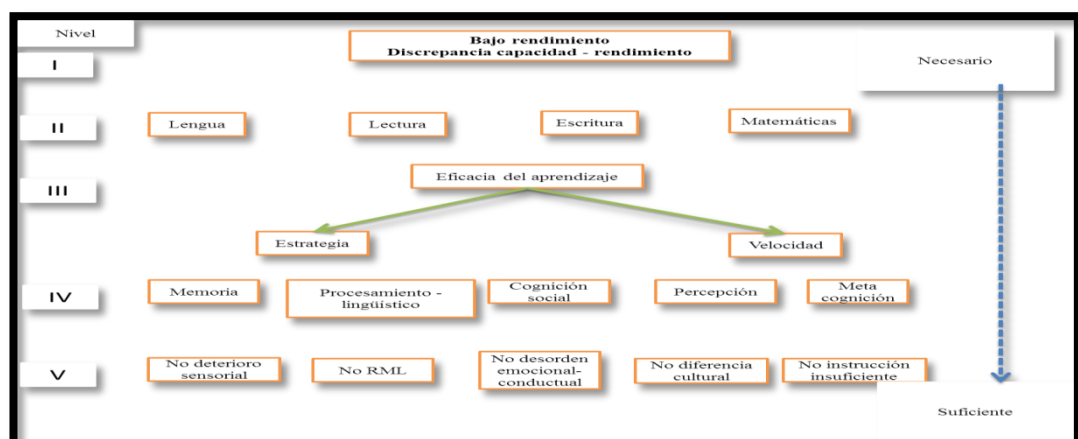 Nivel
Bajo rendimiento
Discrepancia capacidad - rendimiento
Necesario
I
II
Lengua
Lectura
Escritura
Matemáticas
III
Eficacia del aprendizaje
Estrategia
Velocidad
IV
Memoria
Procesamiento -
lingüístico
Cognición
social
Percepción
Meta
cognición
V
No deterioro
sensorial
No RML
No desorden
emocional-
conductual
No diferencia
cultural
No instrucción
insuficiente
Suficiente